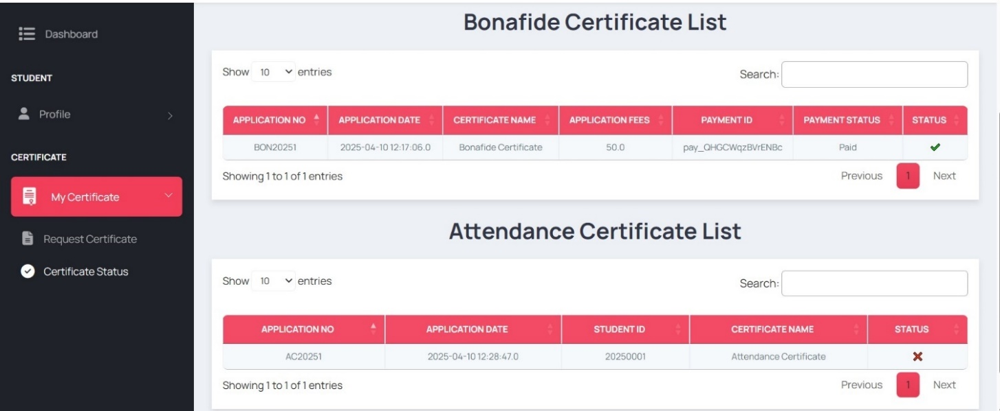 Dashboard
STUDENT
Profile
CERTIFICATE
My Certificate
Request Certificate
Certificate Status
Bonafide Certificate List
Show 10 entries
Search:
APPLICATION NO APPLICATION DATE CERTIFICATE NAME APPLICATION FEES PAYMENT ID PAYMENT STATUS STATUS
BON20251 2025-04-10 12:17:06.0 Bonafide Certificate 50.0 pay_QHGCWqzBVrENBc Paid
Showing 1 to 1 of 1 entries
Previous 1 Next
Attendance Certificate List
Show 10 entries
Search:
APPLICATION NO APPLICATION DATE STUDENT ID CERTIFICATE NAME STATUS
AC20251 2025-04-10 12:28:47.0 20250001 Attendance Certificate
Showing 1 to 1 of 1 entries
Previous 1 Next